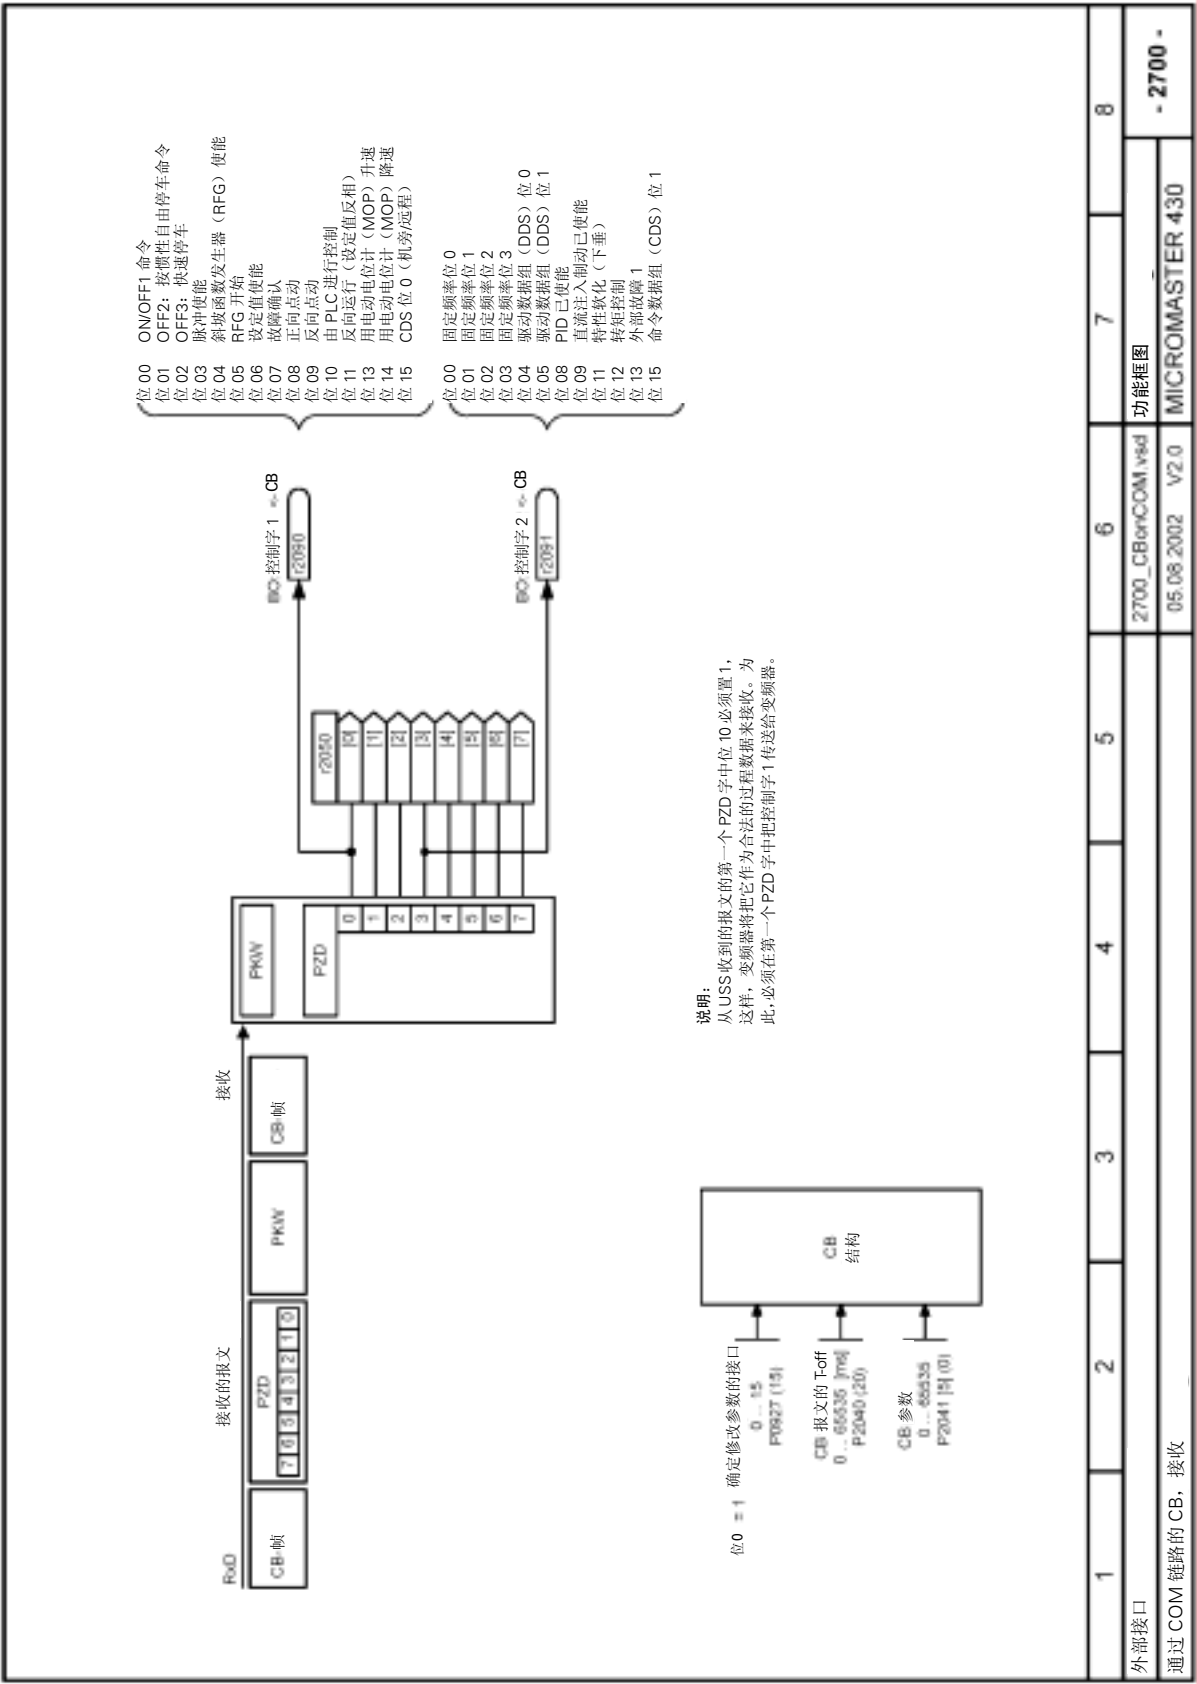 RxD
接收的报文
接收
CB-帧
PZD
7 6 5 4 3 2 1 0
PKW
CB-帧
PKW
PZD
0
1
2
3
4
5
6
7
r2050
[0]
[1]
[2]
[3]
[4]
[5]
[6]
[7]
BO:控制字 1 <- CB
r2090
BO:控制字 2 <- CB
r2091
位 00 ON/OFF1 命令
位 01 OFF2：按惯性自由停车命令
位 02 OFF3：快速停车
位 03 脉冲使能
位 04 斜坡函数发生器（RFG）使能
位 05 RFG 开始
位 06 设定值使能
位 07 故障确认
位 08 正向点动
位 09 反向点动
位 10 由 PLC 进行控制
位 11 反向运行（设定值反相）
位 13 用电动电位计（MOP）升速
位 14 用电动电位计（MOP）降速
位 15 CDS 位 0（机旁/远程）
位 00 固定频率位 0
位 01 固定频率位 1
位 02 固定频率位 2
位 03 固定频率位 3
位 04 驱动数据组（DDS）位 0
位 05 驱动数据组（DDS）位 1
位 08 PID 已使能
位 09 直流注入制动已使能
位 11 特性软化（下垂）
位 12 转矩控制
位 13 外部故障 1
位 15 命令数据组（CDS）位 1
位 0 = 1 确定修改参数的接口
0 ... 15
P0927 (15)
CB 报文的 T-off
0 ... 65535 [ms]
P2040 (20)
CB 参数
0 ... 65535
P2041 [5] (0)
CB
结构
说明：
从 USS 收到的报文的第一个 PZD 字中位 10 必须置 1，
这样，变频器将把它作为合法的过程数据来接收。为
此，必须在第一个 PZD 字中把控制字 1 传送给变频器。
1 2 3 4 5 6 7 8
外部接口 2700_CBonCOM.vsd 功能框图 - 2700 -
通过 COM 链路的 CB，接收 05.08.2002 V2.0 MICROMASTER 430